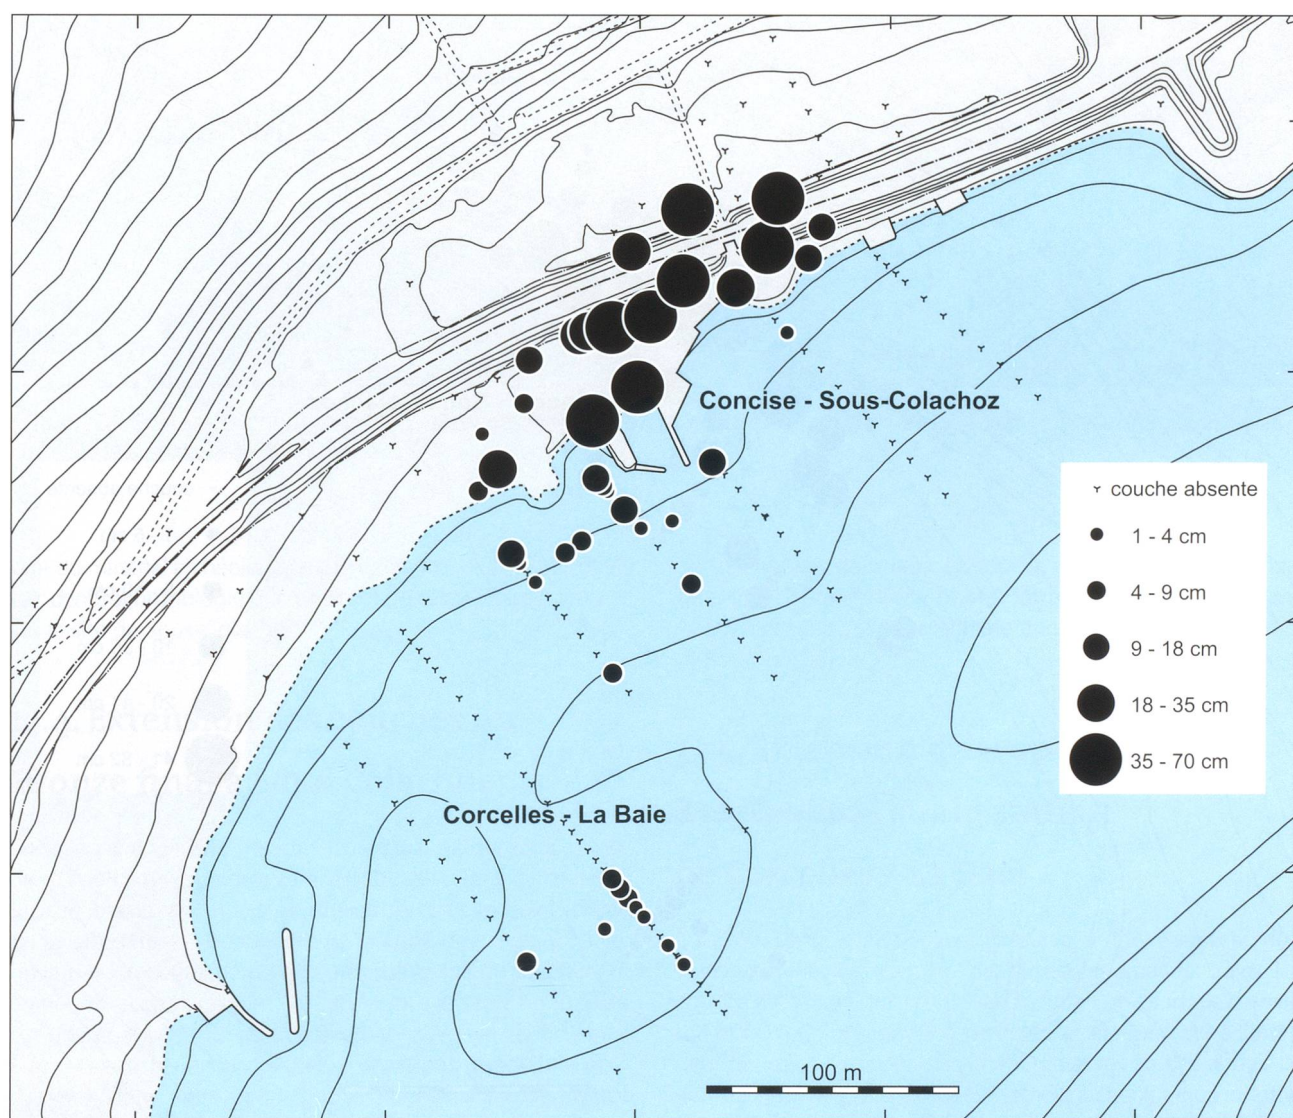 Concise - Sous-Colachoz
couche absente
1 - 4 cm
4 - 9 cm
9 - 18 cm
18 - 35 cm
35 - 70 cm
Corcelles - La Baie
100 m